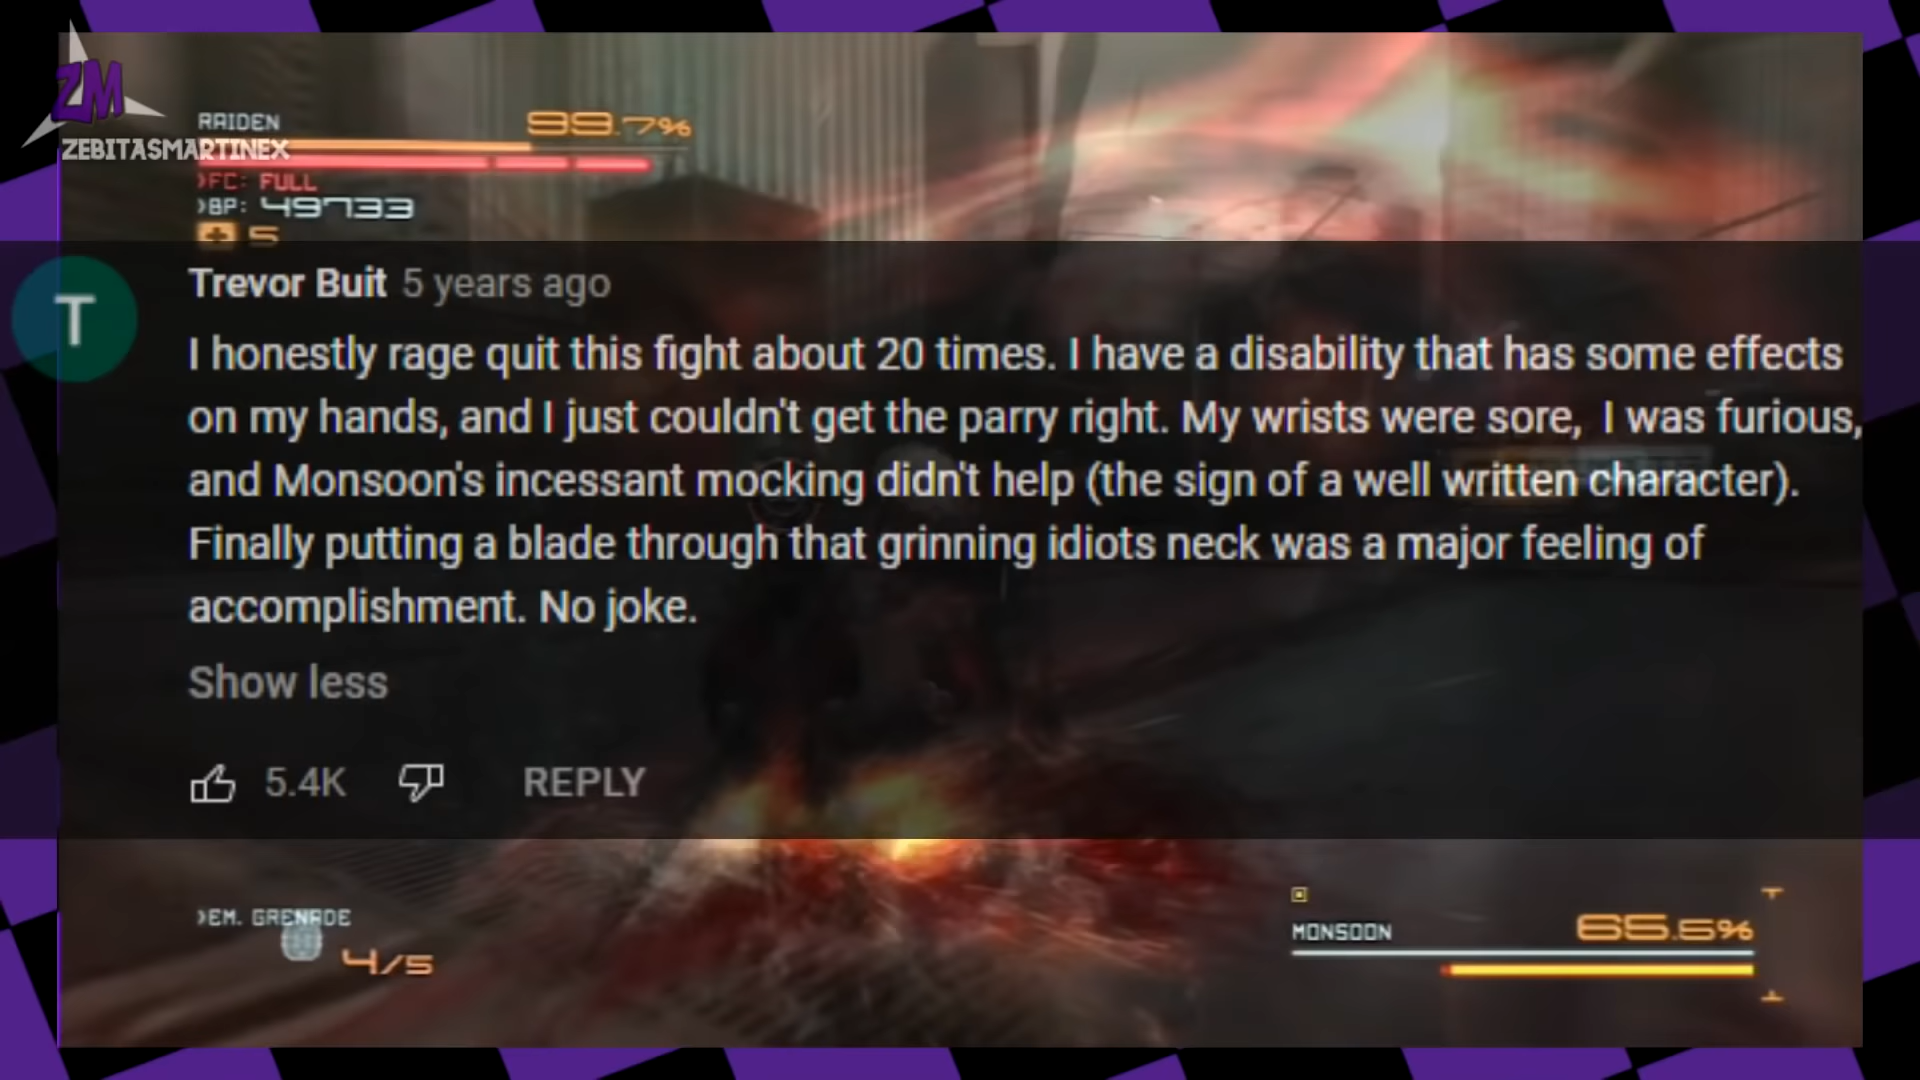 ZM
ZEBITASMARTINEX
RAIDEN
99.7%
>FC: FULL
>BP: 49733
5
T
Trevor Buit 5 years ago
I honestly rage quit this fight about 20 times. I have a disability that has some effects
on my hands, and I just couldn't get the parry right. My wrists were sore,  I was furious,
and Monsoon's incessant mocking didn't help (the sign of a well written character).
Finally putting a blade through that grinning idiots neck was a major feeling of
accomplishment. No joke.
Show less
5.4K
REPLY
>EM. GRENADE
4/5
MONSOON
65.5%